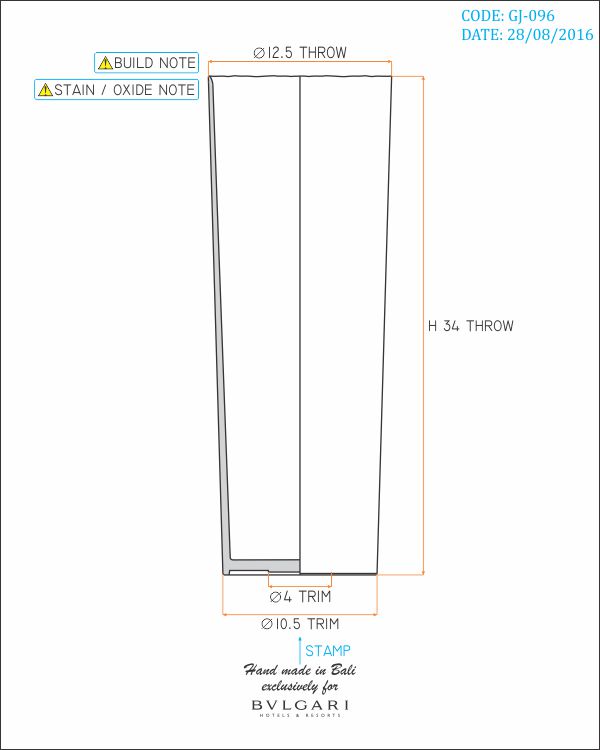 CODE: GJ-096
DATE: 28/08/2016
Ø12.5 THROW
BUILD NOTE
STAIN / OXIDE NOTE
H 34 THROW
Ø4 TRIM
Ø10.5 TRIM
STAMP
Hand made in Bali
exclusively for
BVLGARI
HOTELS & RESORTS